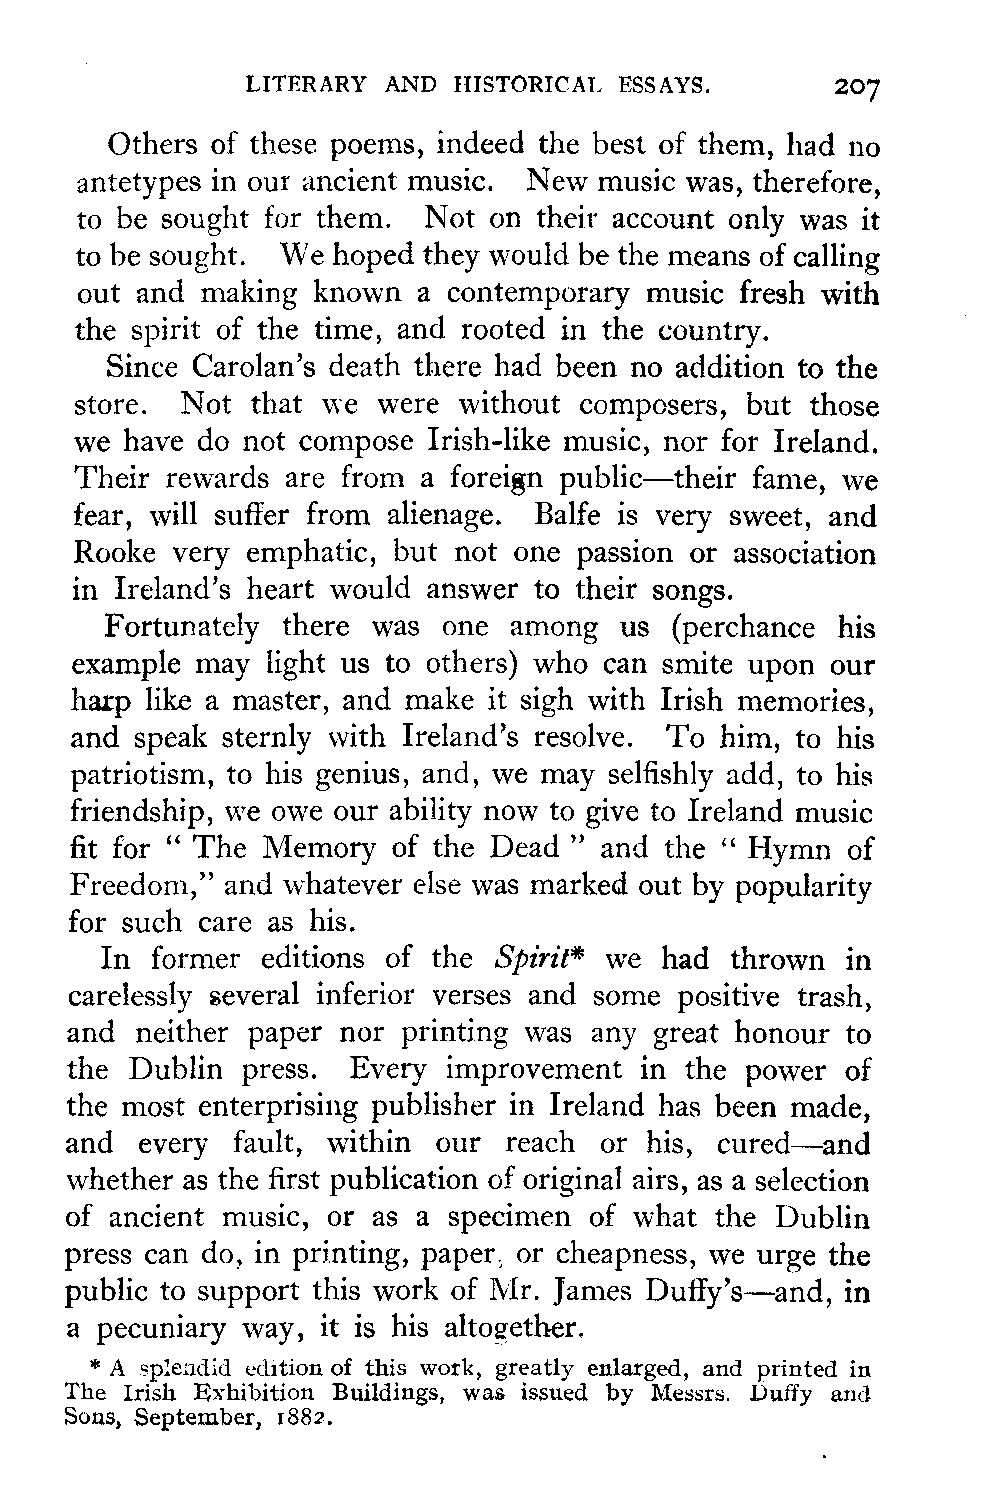 LITERARY AND HISTORICAL ESSAYS. 207
Others of these poems, indeed the best of them, had no
antetypes in our ancient music. New music was, therefore,
to be sought for them. Not on their account only was it
to be sought. We hoped they would be the means of calling
out and making known a contemporary music fresh with
the spirit of the time, and rooted in the country.
Since Carolan's death there had been no addition to the
store. Not that we were without composers, but those
we have do not compose Irish-like music, nor for Ireland.
Their rewards are from a foreign public—their fame, we
fear, will suffer from alienage. Balfe is very sweet, and
Rooke very emphatic, but not one passion or association
in Ireland's heart would answer to their songs.
Fortunately there was one among us (perchance his
example may light us to others) who can smite upon our
harp like a master, and make it sigh with Irish memories,
and speak sternly with Ireland's resolve. To him, to his
patriotism, to his genius, and, we may selfishly add, to his
friendship, we owe our ability now to give to Ireland music
fit for " The Memory of the Dead " and the " Hymn of
Freedom," and whatever else was marked out by popularity
for such care as his.
In former editions of the Spirit* we had thrown in
carelessly several inferior verses and some positive trash,
and neither paper nor printing was any great honour to
the Dublin press. Every improvement in the power of
the most enterprising publisher in Ireland has been made,
and every fault, within our reach or his, cured—and
whether as the first publication of original airs, as a selection
of ancient music, or as a specimen of what the Dublin
press can do, in printing, paper, or cheapness, we urge the
public to support this work of Mr. James Duffy's—and, in
a pecuniary way, it is his altogether.
* A splendid edition of this work, greatly enlarged, and printed in
The Irish Exhibition Buildings, was issued by Messrs. Duffy and
Sons, September, 1882.